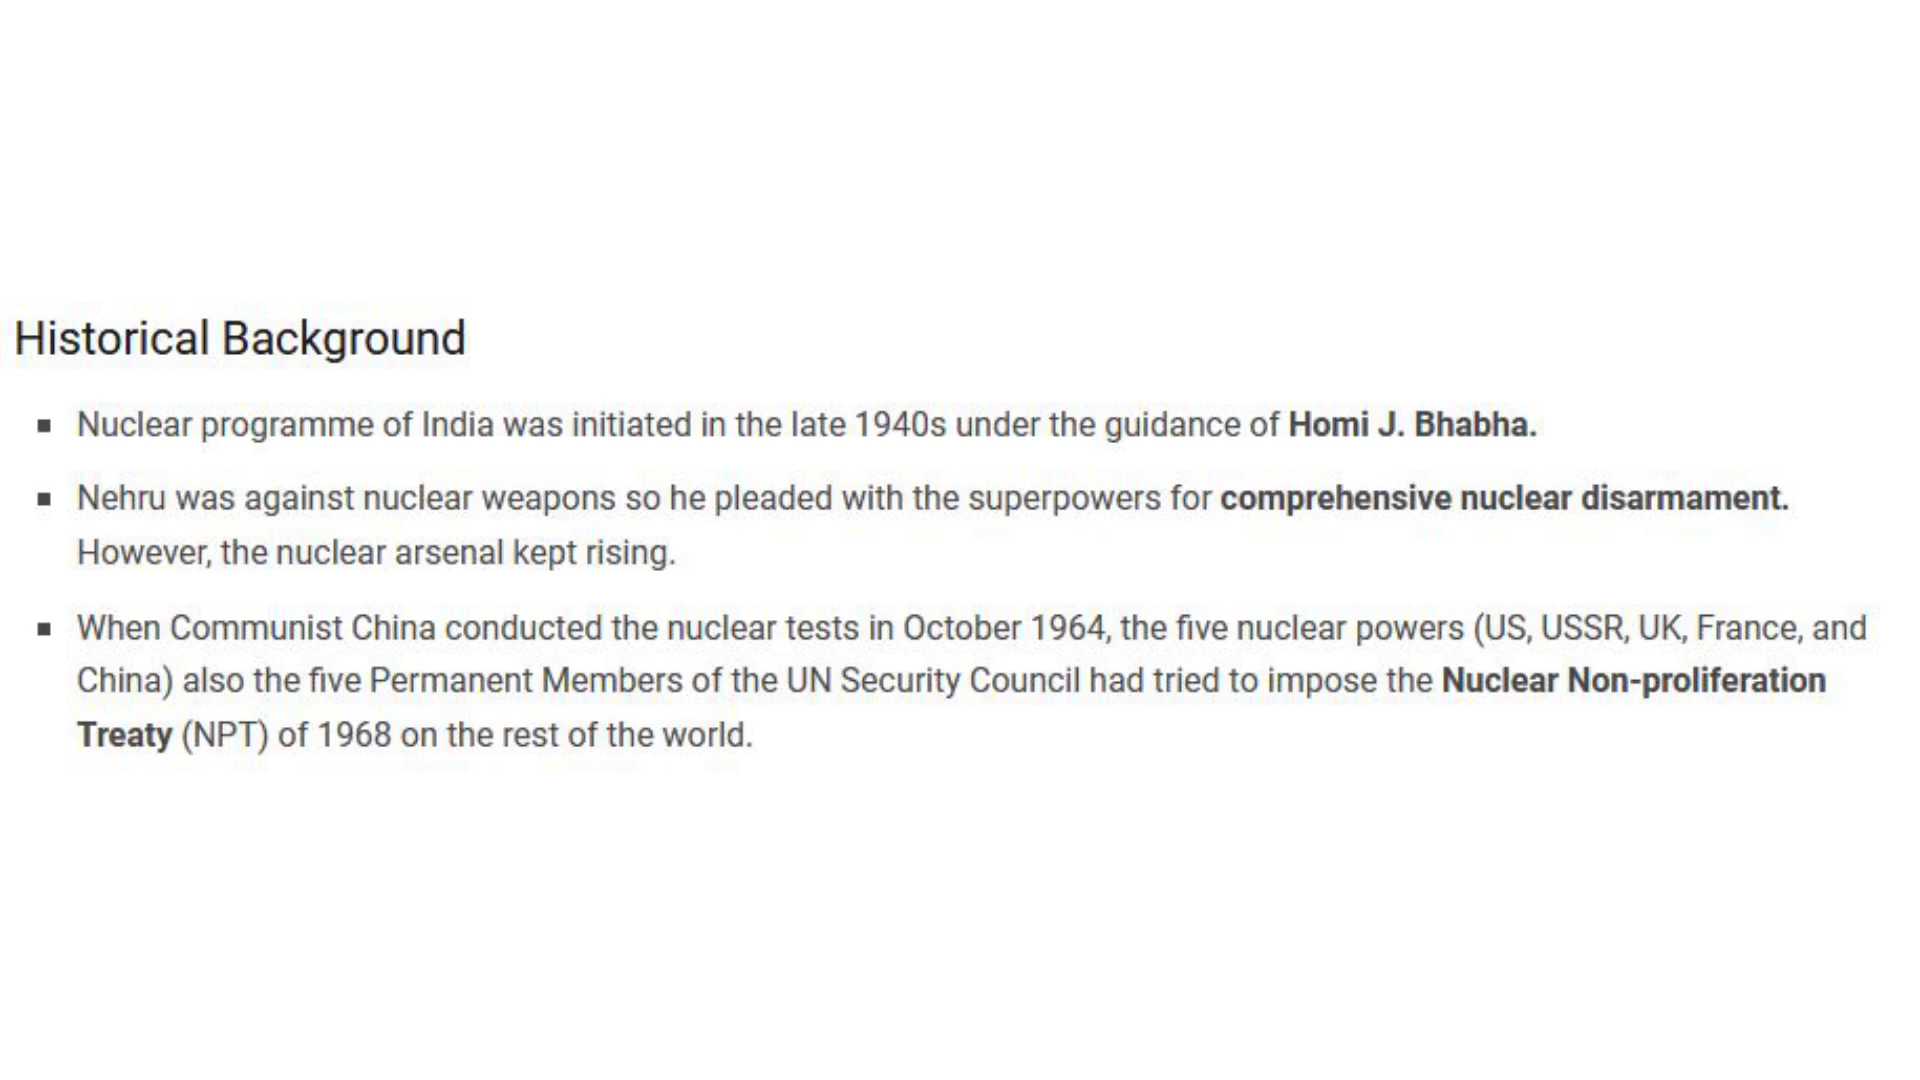 Historical Background
▪ Nuclear programme of India was initiated in the late 1940s under the guidance of Homi J. Bhabha.
▪ Nehru was against nuclear weapons so he pleaded with the superpowers for comprehensive nuclear disarmament.
However, the nuclear arsenal kept rising.
▪ When Communist China conducted the nuclear tests in October 1964, the five nuclear powers (US, USSR, UK, France, and
China) also the five Permanent Members of the UN Security Council had tried to impose the Nuclear Non-proliferation
Treaty (NPT) of 1968 on the rest of the world.